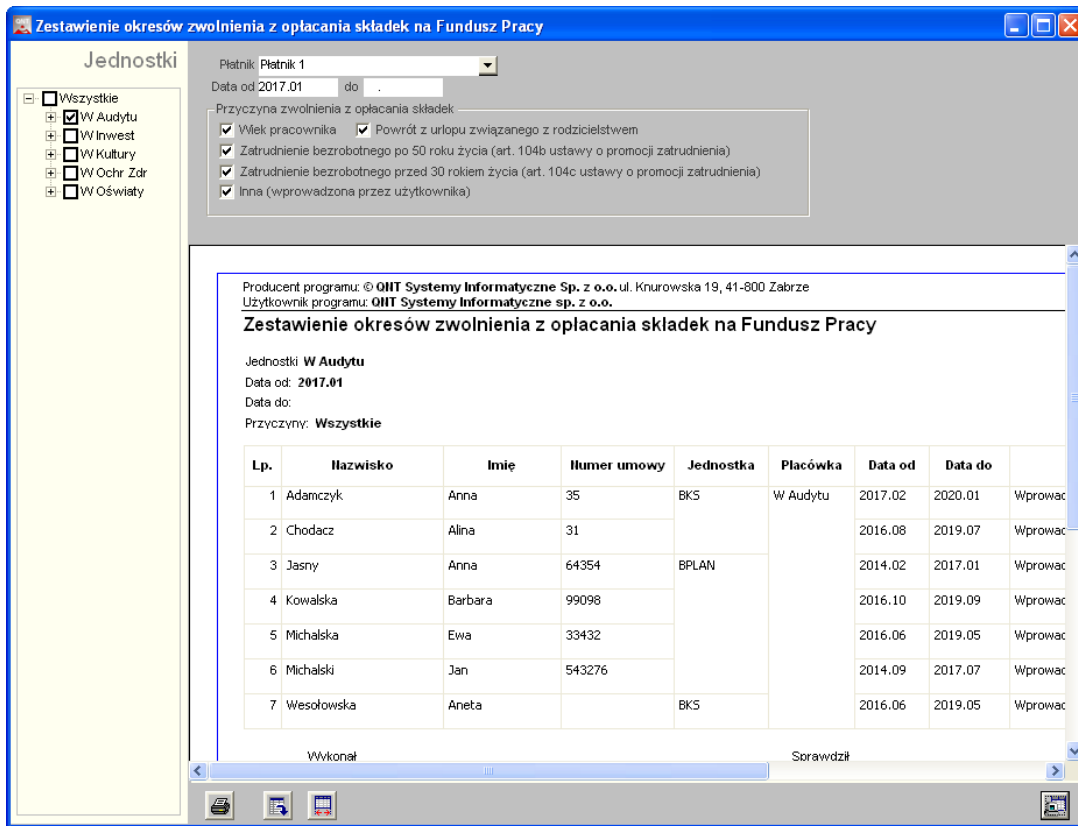 Zestawienie okresów zwolnienia z opłacania składek na Fundusz Pracy
Jednostki
Wszystkie
W Audytu
W Inwest
W Kultury
W Ochr Zdr
W Oświaty
Płatnik Płatnik 1
Data od 2017.01 do .
Przyczyna zwolnienia z opłacania składek
Wiek pracownika Powrót z urlopu związanego z rodzicielstwem
Zatrudnienie bezrobotnego po 50 roku życia (art. 104b ustawy o promocji zatrudnienia)
Zatrudnienie bezrobotnego przed 30 rokiem życia (art. 104c ustawy o promocji zatrudnienia)
Inna (wprowadzona przez użytkownika)
Producent programu: © QNT Systemy Informatyczne Sp. z o.o. ul. Knurowska 19, 41-800 Zabrze
Użytkownik programu: QNT Systemy Informatyczne sp. z o.o.
Zestawienie okresów zwolnienia z opłacania składek na Fundusz Pracy
Jednostki W Audytu
Data od: 2017.01
Data do:
Przyczyny: Wszystkie
Lp. Nazwisko Imię Numer umowy Jednostka Placówka Data od Data do
1 Adamczyk Anna 35 BKS W Audytu 2017.02 2020.01 Wprowad
2 Chodacz Alina 31 2016.08 2019.07 Wprowad
3 Jasny Anna 64354 BPLAN 2014.02 2017.01 Wprowad
4 Kowalska Barbara 99098 2016.10 2019.09 Wprowad
5 Michalska Ewa 33432 2016.06 2019.05 Wprowad
6 Michalski Jan 543276 2014.09 2017.07 Wprowad
7 Wesołowska Aneta BKS 2016.06 2019.05 Wprowad
Wykonał Sprawdził